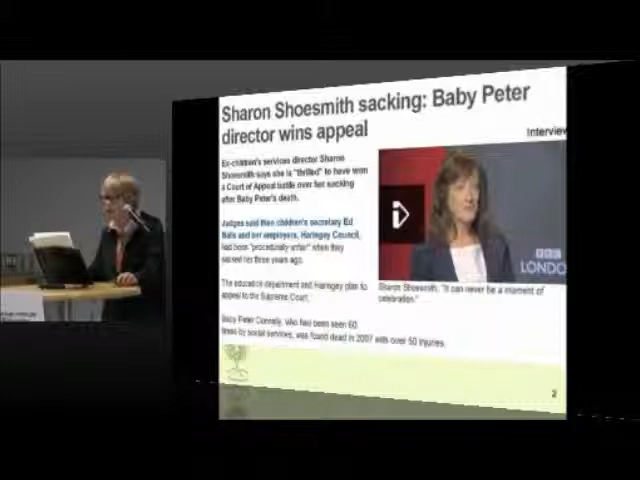 Sharon Shoesmith sacking: Baby Peter
director wins appeal
Interview
Ex-children's services director Sharon
Shoesmith says she is "thrilled" to have won
a Court of Appeal battle over her sacking
after Baby Peter's death.
Judges said then children's secretary Ed
Balls and her employers, Haringey Council,
had been "procedurally unfair" when they
sacked her three years ago.
The education department and Haringey plan to
appeal to the Supreme Court.
Baby Peter Connelly, who had been seen 60
times by social services, was found dead in 2007 with over 50 injuries.
BBC
LONDO
Sharon Shoesmith: "It can never be a moment of
celebration."
2